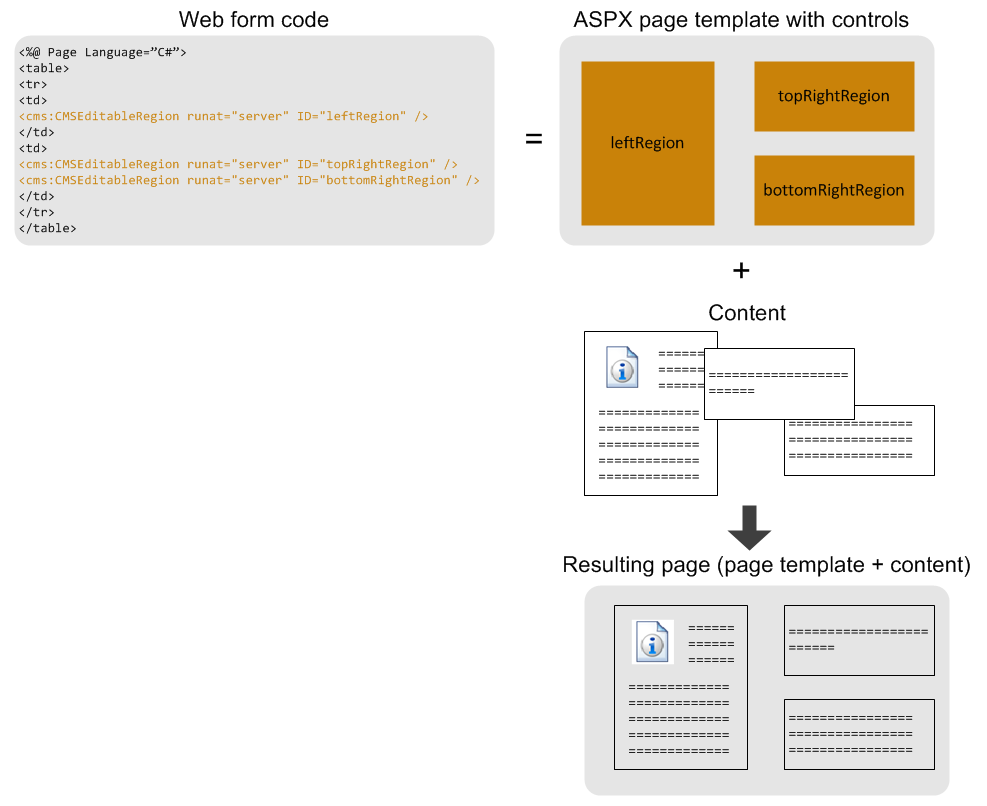 Web form code
<%@ Page Language=”C#”>
<table>
<tr>
<td>
<cms:CMSEditableRegion runat="server" ID="leftRegion" />
</td>
<td>
<cms:CMSEditableRegion runat="server" ID="topRightRegion" />
<cms:CMSEditableRegion runat="server" ID="bottomRightRegion" />
</td>
</tr>
</table>
=
ASPX page template with controls
leftRegion
topRightRegion
bottomRightRegion
+
Content
Resulting page (page template + content)